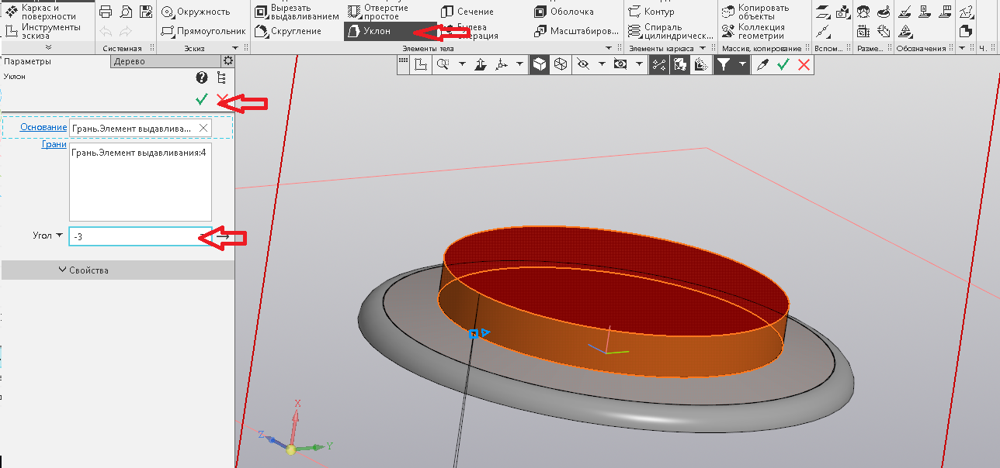 Каркас и
поверхности
Инструменты
эскиза
Системная
Окружность
Прямоугольник
Эскиз
Вырезать
выдавливанием
Скругление
Отверстие
простое
Уклон
Сечение
Булева
операция
Оболочка
Масштабиров...
Элементы тела
Контур
Спираль
цилиндрическ...
Элементы каркаса
Копировать
объекты
Коллекция
геометрии
Массив, копирование
Вспом...
Разме...
Обозначения
Ч...
Параметры
Дерево
Уклон
Основание
Грань.Элемент выдавлива...
Грани
Грань.Элемент выдавливания:4
Угол
-3
Свойства
X
Z
Y